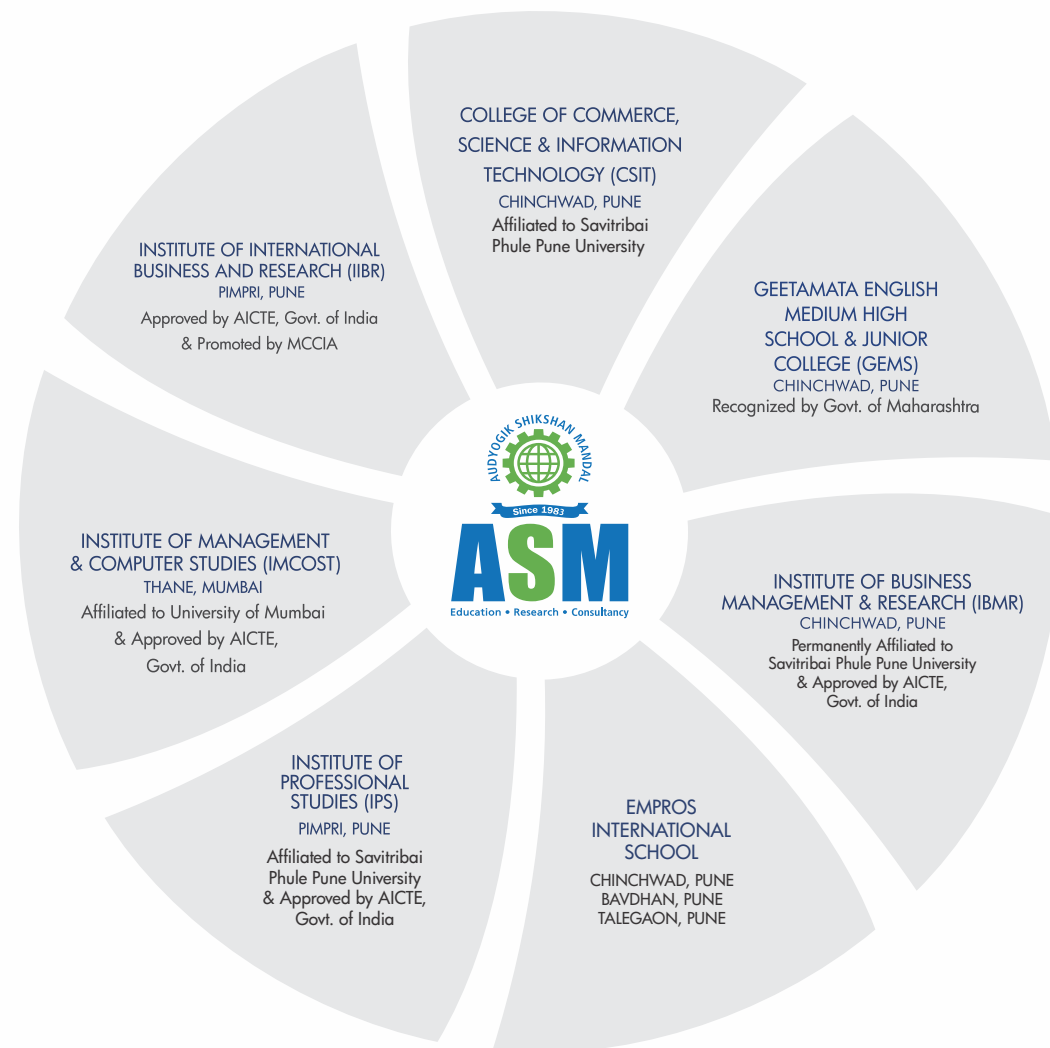 COLLEGE OF COMMERCE,
SCIENCE & INFORMATION
TECHNOLOGY (CSIT)
CHINCHWAD, PUNE
Affiliated to Savitribai
Phule Pune University
GEETAMATA ENGLISH
MEDIUM HIGH
SCHOOL & JUNIOR
COLLEGE (GEMS)
CHINCHWAD, PUNE
Recognized by Govt. of Maharashtra
INSTITUTE OF BUSINESS
MANAGEMENT & RESEARCH (IBMR)
CHINCHWAD, PUNE
Permanently Affiliated to
Savitribai Phule Pune University
& Approved by AICTE,
Govt. of India
EMPROS
INTERNATIONAL
SCHOOL
CHINCHWAD, PUNE
BAVDHAN, PUNE
TALEGAON, PUNE
INSTITUTE OF
PROFESSIONAL
STUDIES (IPS)
PIMPRI, PUNE
Affiliated to Savitribai
Phule Pune University
& Approved by AICTE,
Govt. of India
INSTITUTE OF MANAGEMENT
& COMPUTER STUDIES (IMCOST)
THANE, MUMBAI
Affiliated to University of Mumbai
& Approved by AICTE,
Govt. of India
INSTITUTE OF INTERNATIONAL
BUSINESS AND RESEARCH (IIBR)
PIMPRI, PUNE
Approved by AICTE, Govt. of India
& Promoted by MCCIA
AUDYOGIK SHIKSHAN MANDAL
Since 1983
ASM
Education • Research • Consultancy